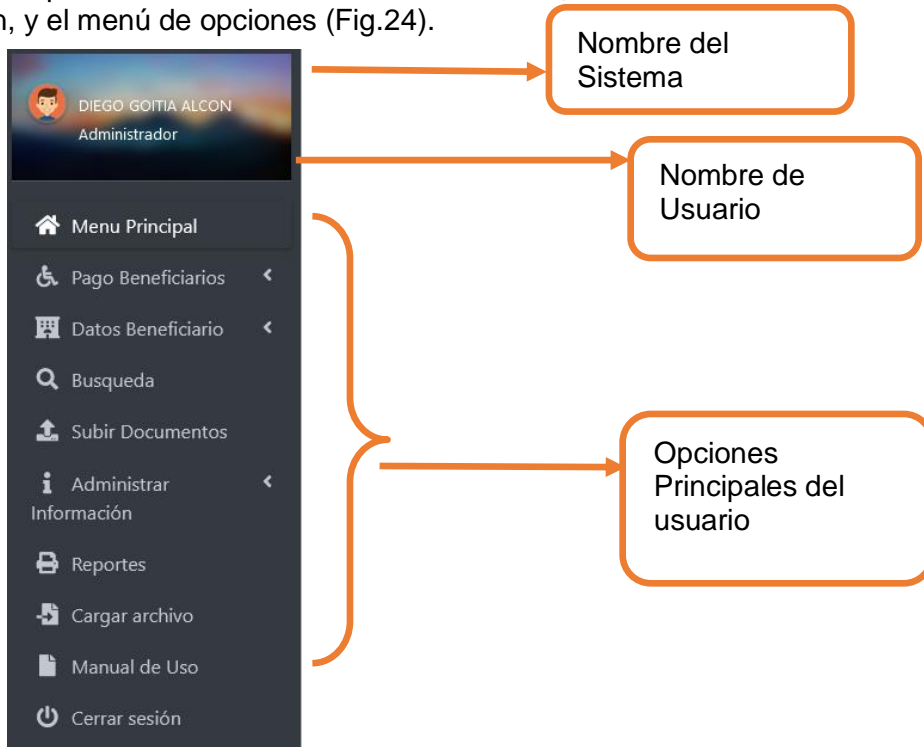 n, y el menú de opciones (Fig.24).
Nombre del
Sistema
DIEGO GOITIA ALCON
Administrador
Nombre de
Usuario
Menu Principal
Pago Beneficiarios
Datos Beneficiario
Busqueda
Subir Documentos
Administrar
Información
Reportes
Cargar archivo
Manual de Uso
Cerrar sesión
Opciones
Principales del
usuario